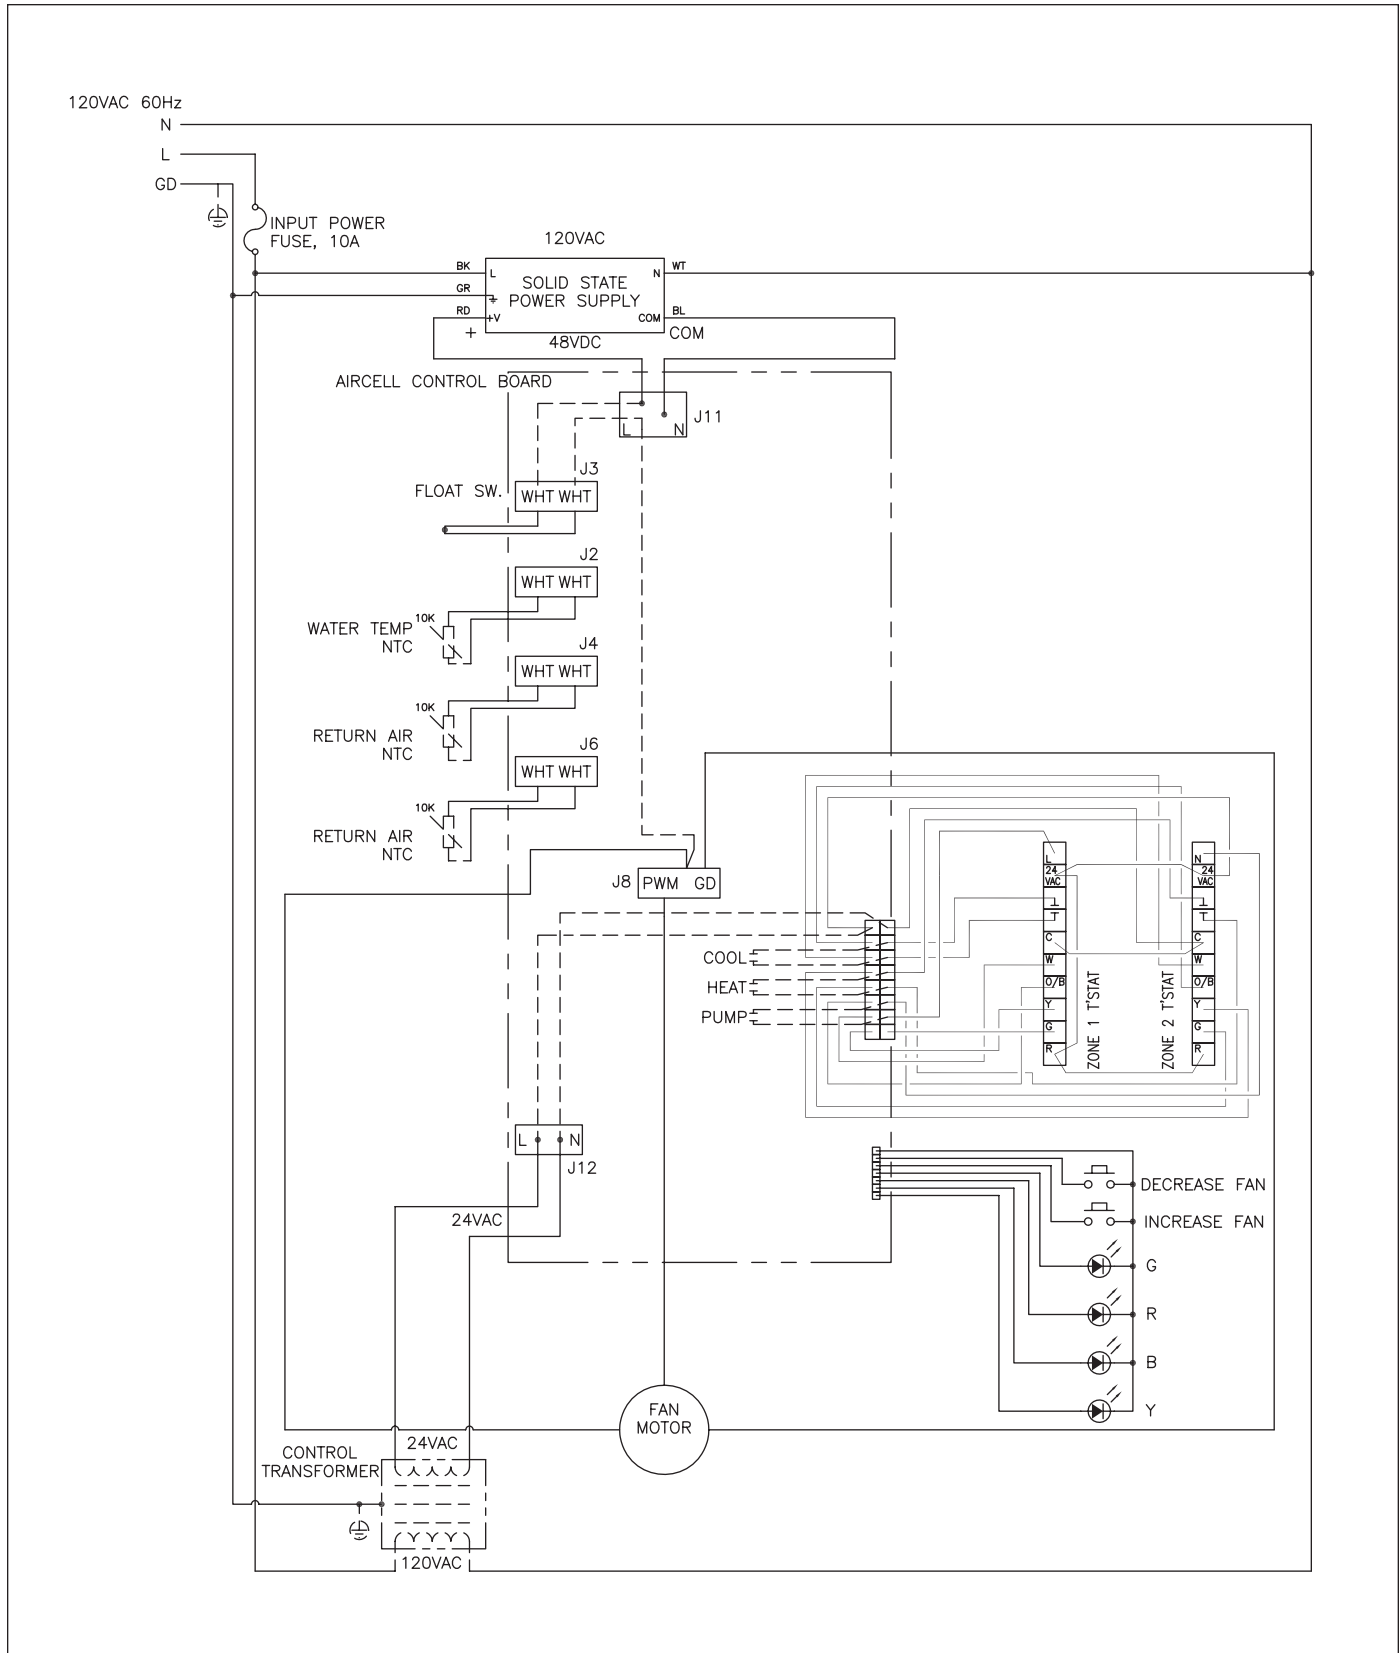 120VAC 60Hz
N
L
GD
INPUT POWER
FUSE, 10A
120VAC
BK
L
SOLID STATE
POWER SUPPLY
N
WT
GR
RD
+V
COM
BL
+
48VDC
COM
AIRCELL CONTROL BOARD
L
N
J11
J3
FLOAT SW.
WHT WHT
J2
WHT WHT
10K
WATER TEMP
NTC
J4
WHT WHT
10K
RETURN AIR
NTC
J6
WHT WHT
10K
RETURN AIR
NTC
J8
PWM
GD
L
24
VAC
C
W
O/B
Y
G
R
ZONE 1 T'STAT
N
24
VAC
C
W
O/B
Y
G
R
ZONE 2 T'STAT
COOL
HEAT
PUMP
L
N
J12
24VAC
DECREASE FAN
INCREASE FAN
G
R
B
Y
FAN
MOTOR
24VAC
CONTROL
TRANSFORMER
120VAC